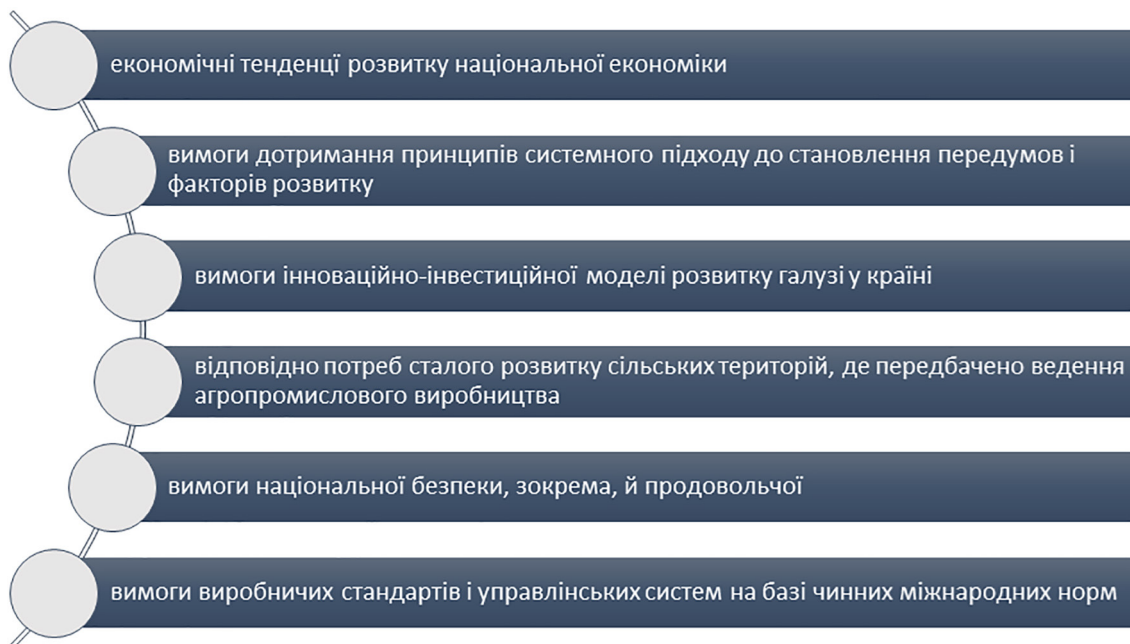 економічні тенденції розвитку національної економіки
вимоги дотримання принципів системного підходу до становлення передумов і
факторів розвитку
вимоги інноваційно-інвестиційної моделі розвитку галузі у країні
відповідно потреб сталого розвитку сільських територій, де передбачено ведення
агропромислового виробництва
вимоги національної безпеки, зокрема, й продовольчої
вимоги виробничих стандартів і управлінських систем на базі чинних міжнародних норм